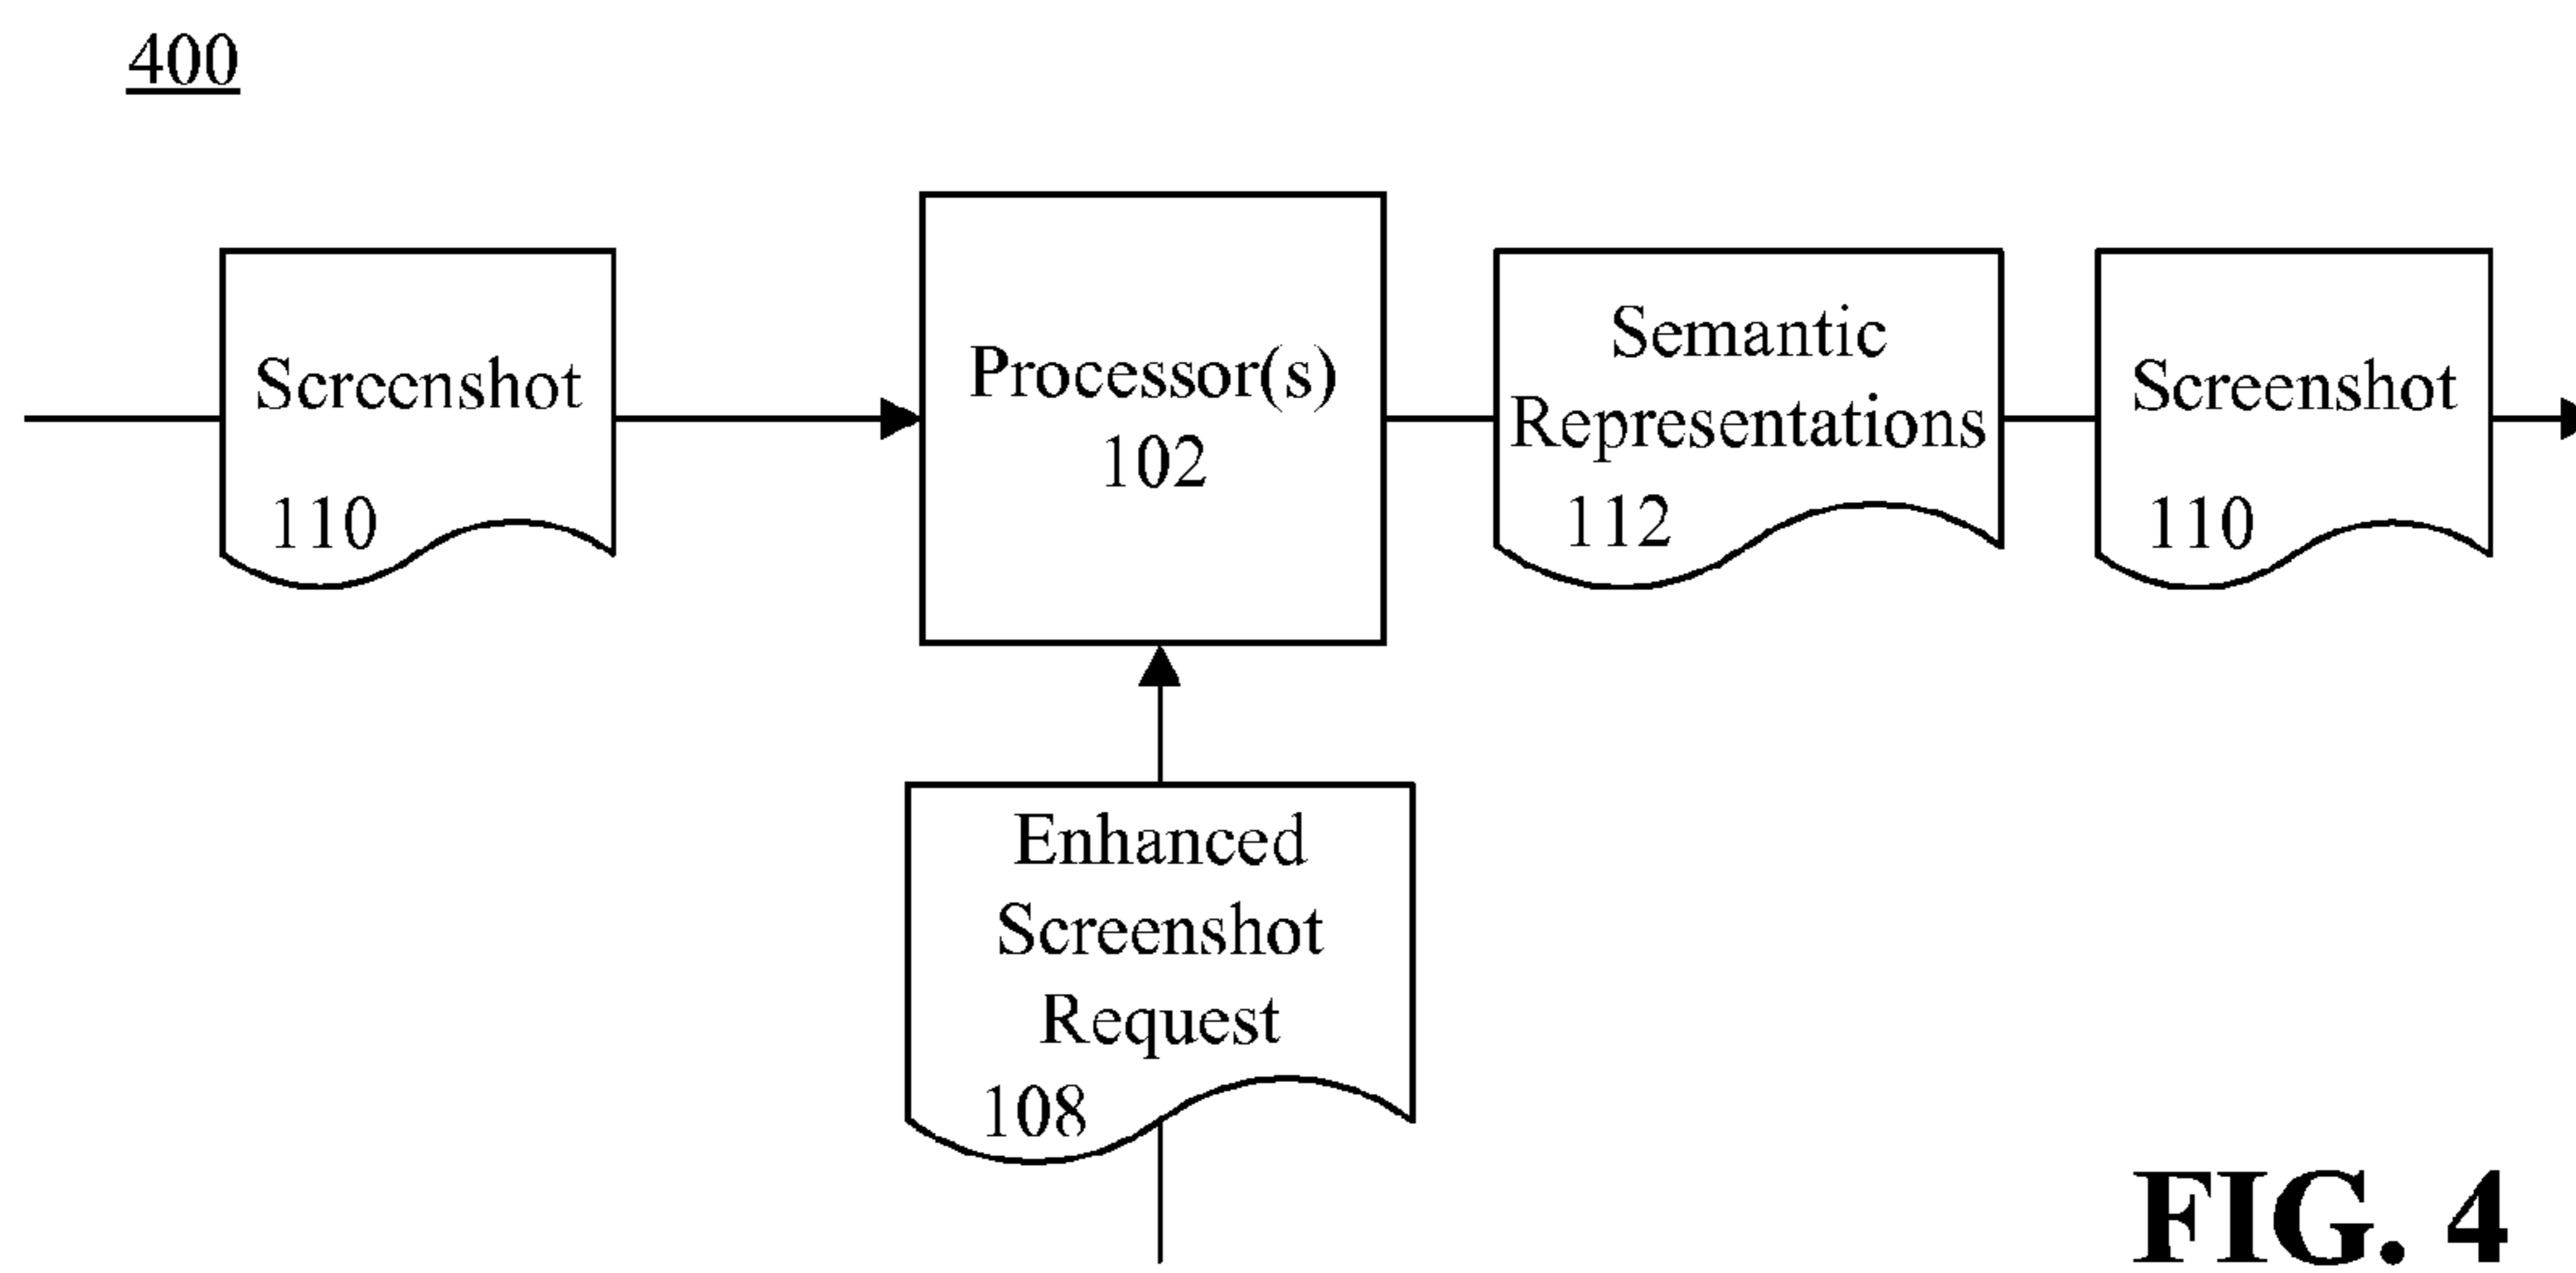 400
Screenshot
110
Processor(s)
102
Semantic
Representations
112
Screenshot
110
Enhanced
Screenshot
Request
108
FIG. 4